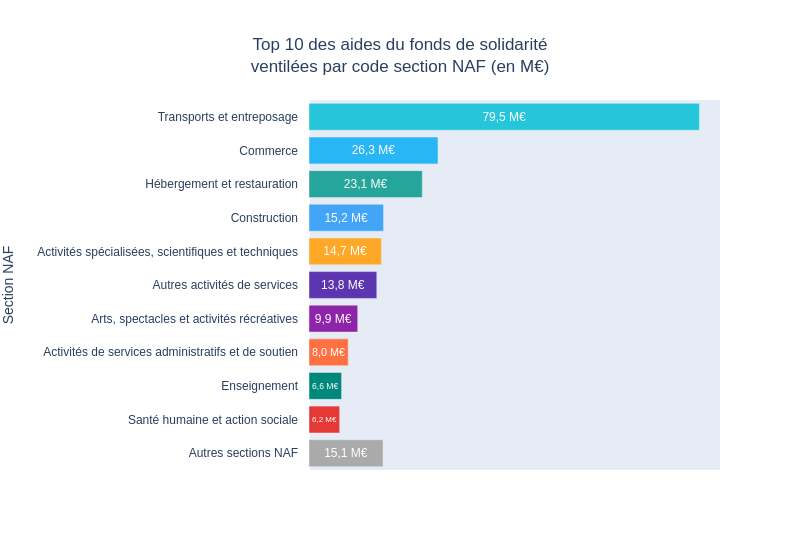 Top 10 des aides du fonds de solidarité
ventilées par code section NAF (en M€)
Section NAF
Transports et entreposage 79,5 M€
Commerce 26,3 M€
Hébergement et restauration 23,1 M€
Construction 15,2 M€
Activités spécialisées, scientifiques et techniques 14,7 M€
Autres activités de services 13,8 M€
Arts, spectacles et activités récréatives 9,9 M€
Activités de services administratifs et de soutien 8,0 M€
Enseignement 6,6 M€
Santé humaine et action sociale 6,2 M€
Autres sections NAF 15,1 M€